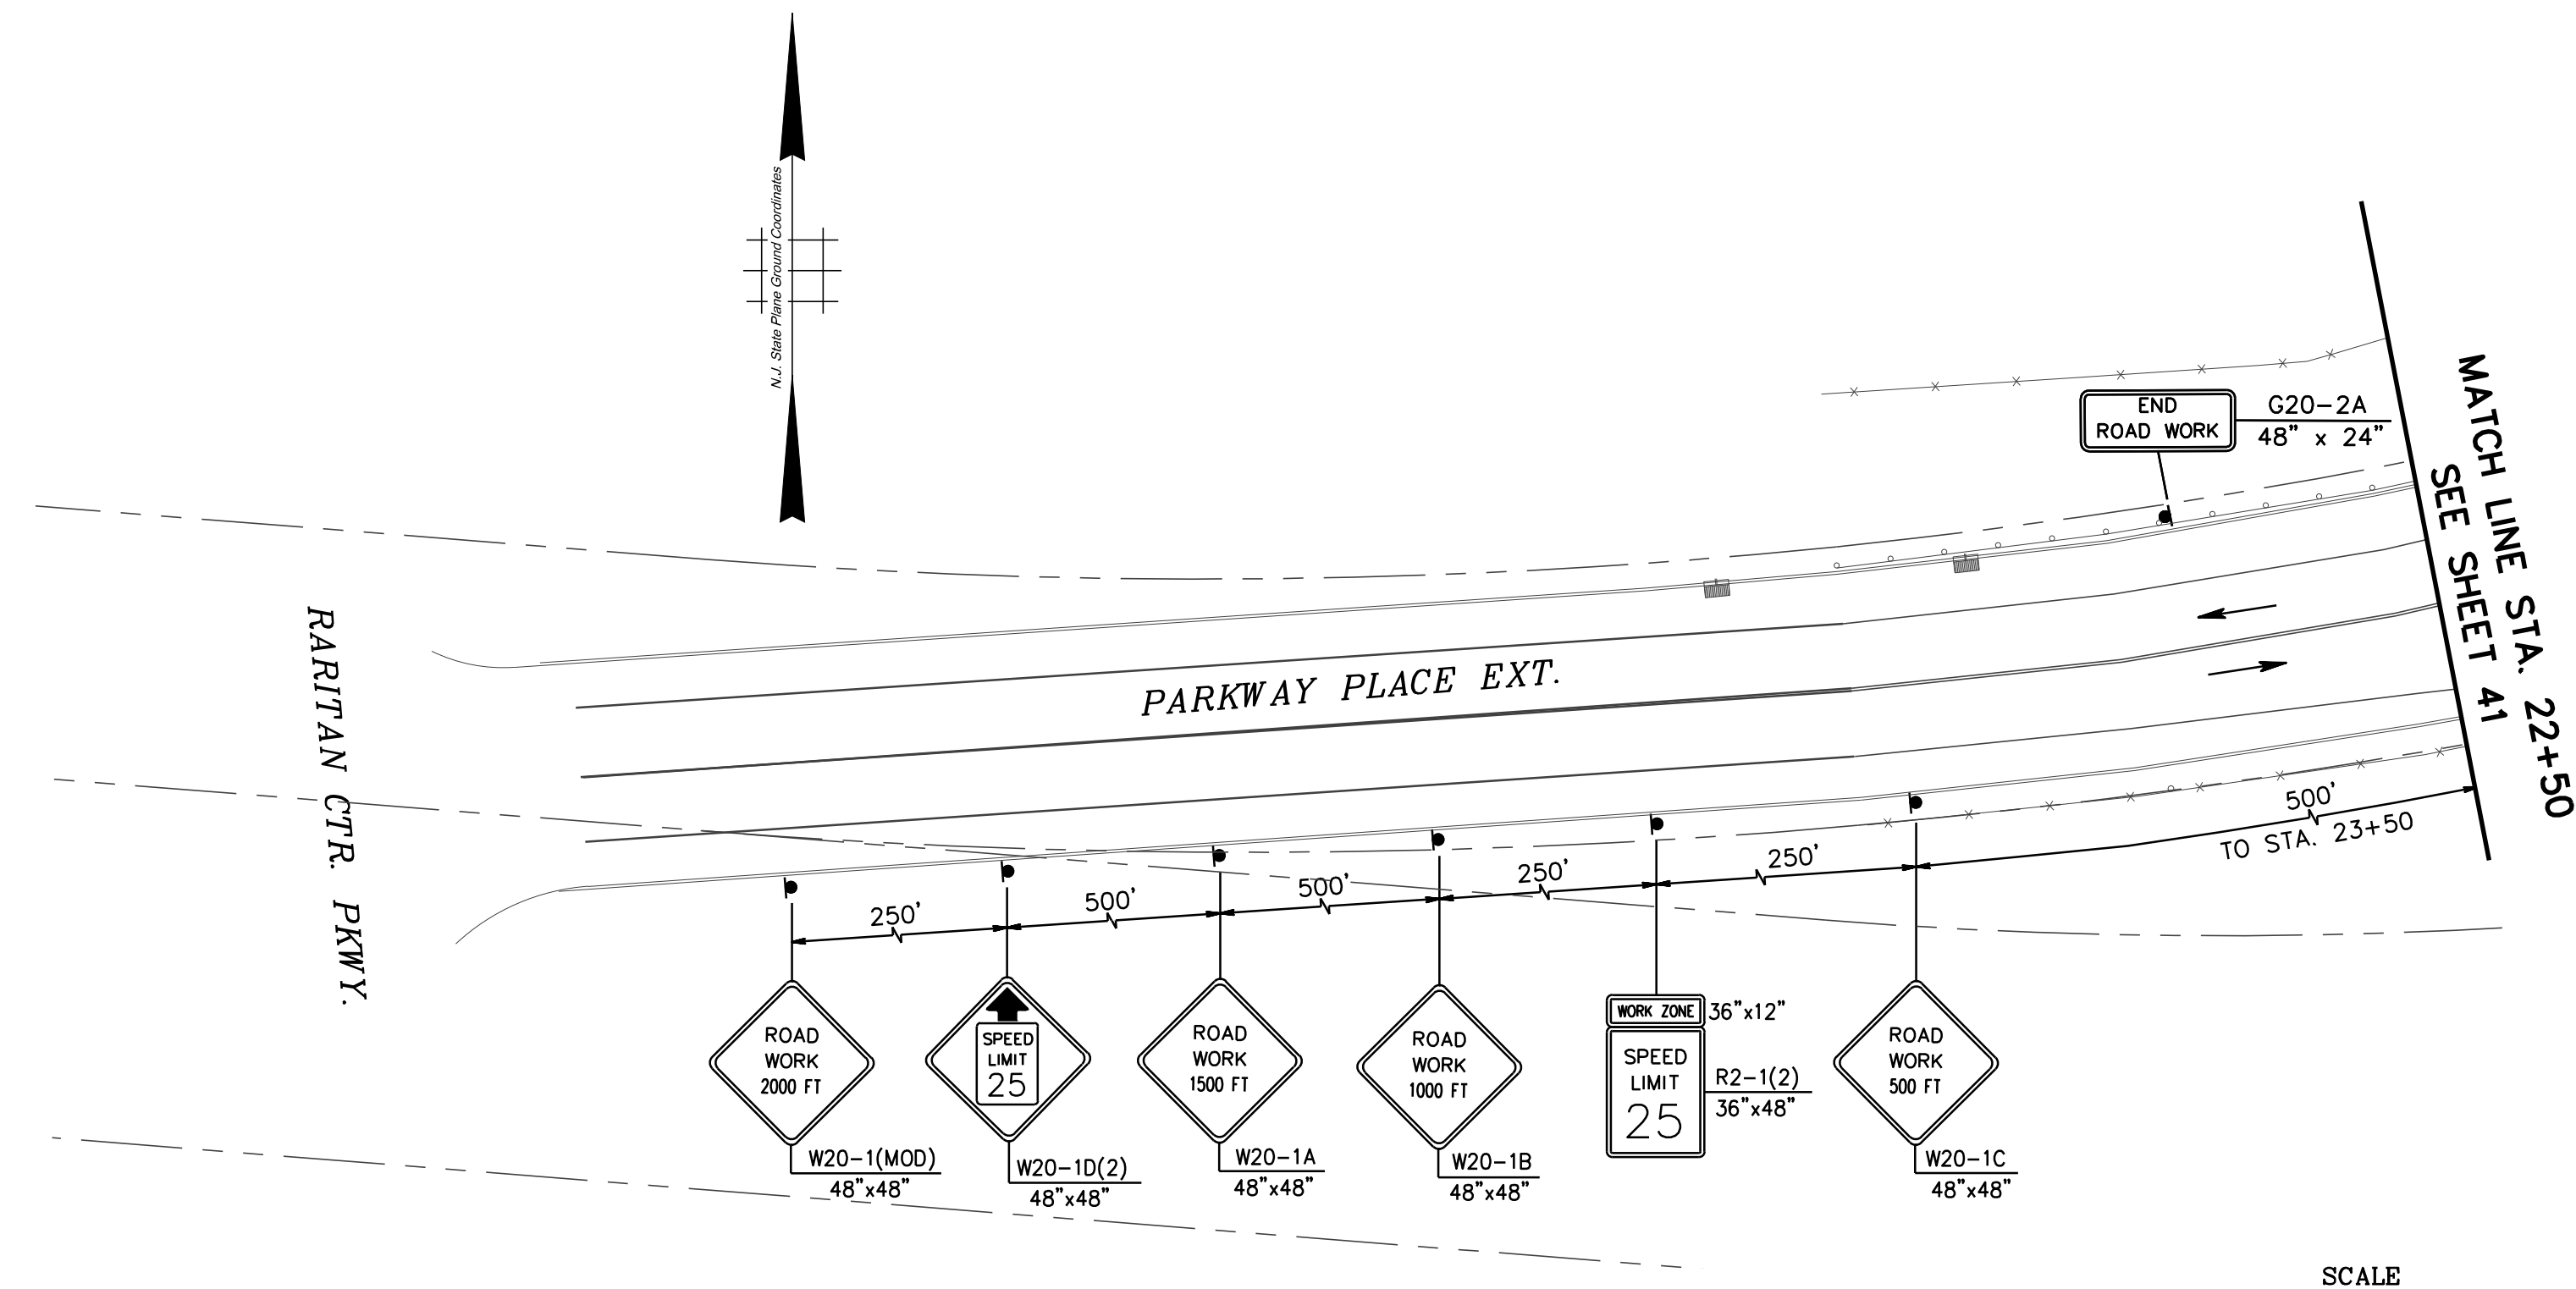 N.J. State Plane Ground Coordinates
END
ROAD WORK
G20-2A
48" x 24"
MATCH LINE STA. 22+50
SEE SHEET 41
RARITAN CTR. PKWY.
PARKWAY PLACE EXT.
250'
500'
500'
250'
250'
500'
TO STA. 23+50
ROAD
WORK
2000 FT
W20-1(MOD)
48"x48"
SPEED
LIMIT
25
W20-1D(2)
48"x48"
ROAD
WORK
1500 FT
W20-1A
48"x48"
ROAD
WORK
1000 FT
W20-1B
48"x48"
WORK ZONE
36"x12"
SPEED
LIMIT
25
R2-1(2)
36"x48"
ROAD
WORK
500 FT
W20-1C
48"x48"
SCALE